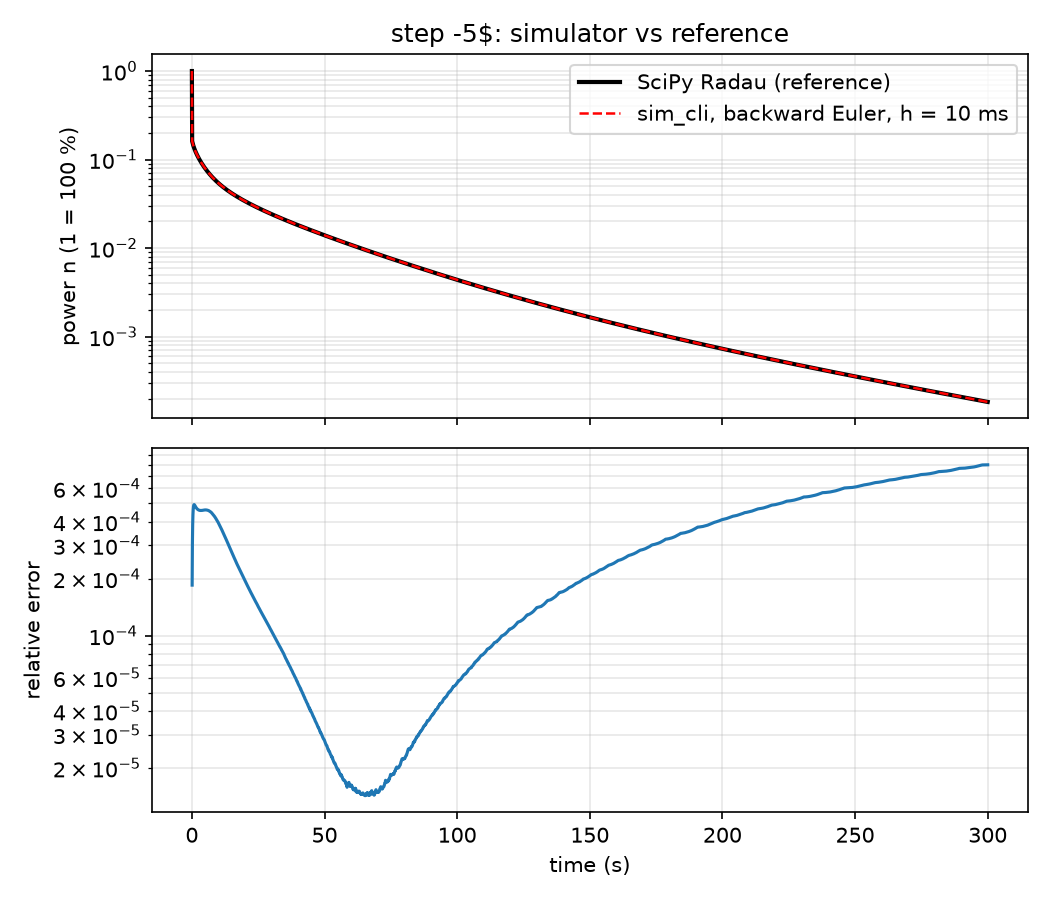 step -5$: simulator vs reference
10⁰
10⁻¹
10⁻²
10⁻³
power n (1 = 100 %)
SciPy Radau (reference)
sim_cli, backward Euler, h = 10 ms
6 × 10⁻⁴
4 × 10⁻⁴
3 × 10⁻⁴
2 × 10⁻⁴
10⁻⁴
6 × 10⁻⁵
4 × 10⁻⁵
3 × 10⁻⁵
2 × 10⁻⁵
relative error
0 50 100 150 200 250 300
time (s)